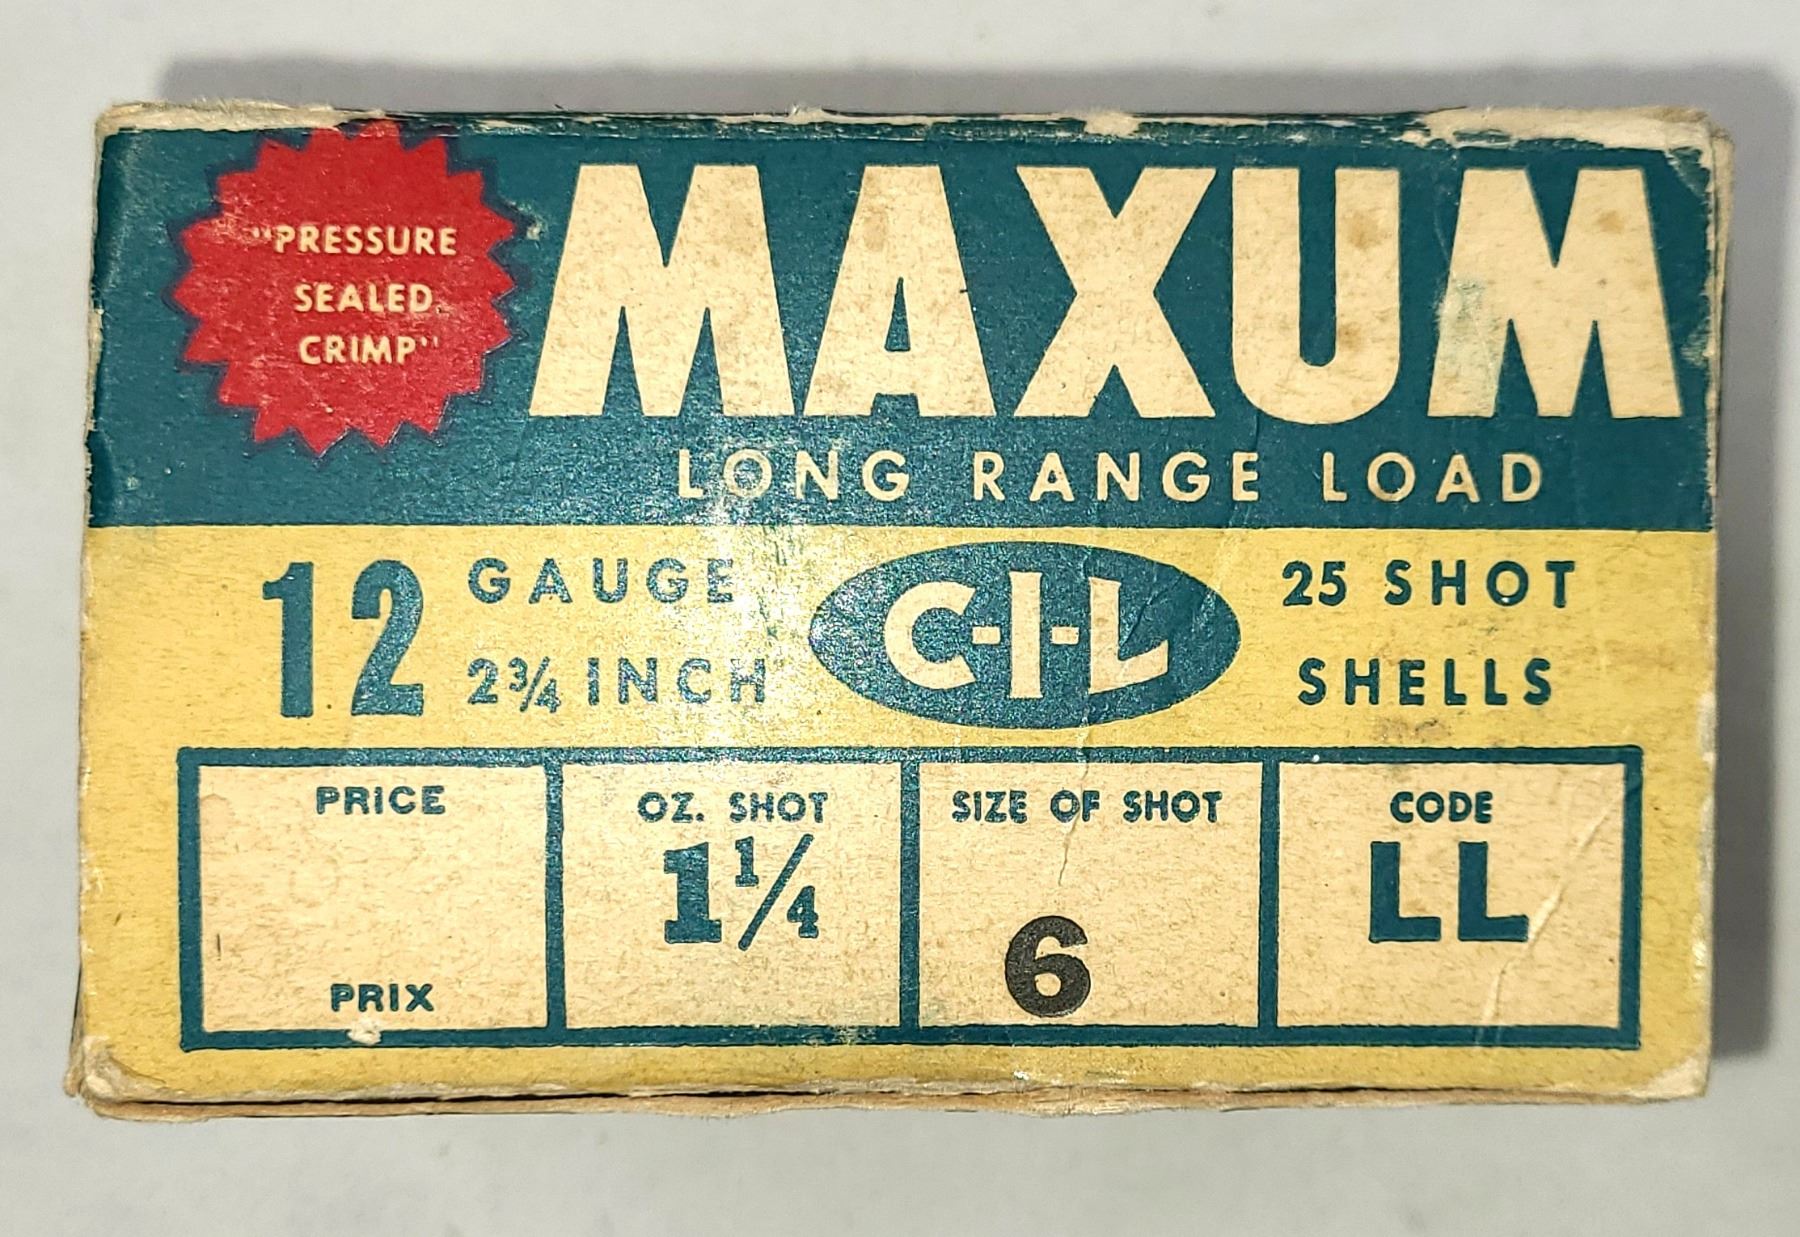 "PRESSURE
SEALED
CRIMP"
MAXUM
LONG RANGE LOAD
12 GAUGE
2¾ INCH
C-I-L
25 SHOT
SHELLS
PRICE
PRIX
OZ. SHOT
1¼
SIZE OF SHOT
6
CODE
LL